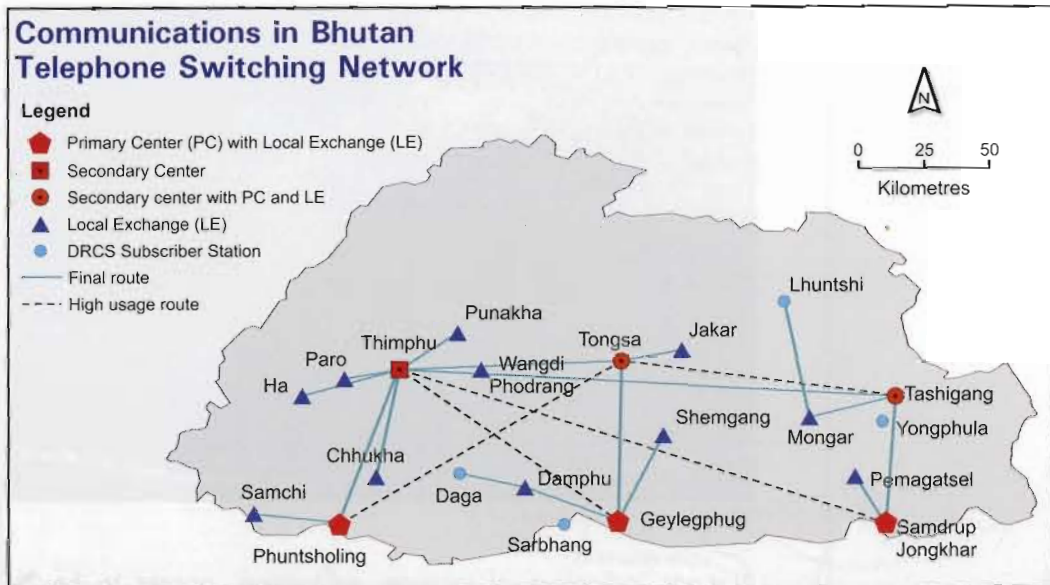 Communications in Bhutan
Telephone Switching Network
Legend
Primary Center (PC) with Local Exchange (LE)
Secondary Center
Secondary center with PC and LE
Local Exchange (LE)
DRCS Subscriber Station
Final route
High usage route
N
0 25 50
Kilometres
Lhuntshi
Punakha
Thimphu
Tongsa
Jakar
Paro
Wangdi
Phodrang
Ha
Tashigang
Shemgang
Mongar
Yongphula
Chhukha
Samchi
Daga
Damphu
Pemagatsel
Geylegphug
Samdrup
Jongkhar
Sarbhang
Phuntsholing